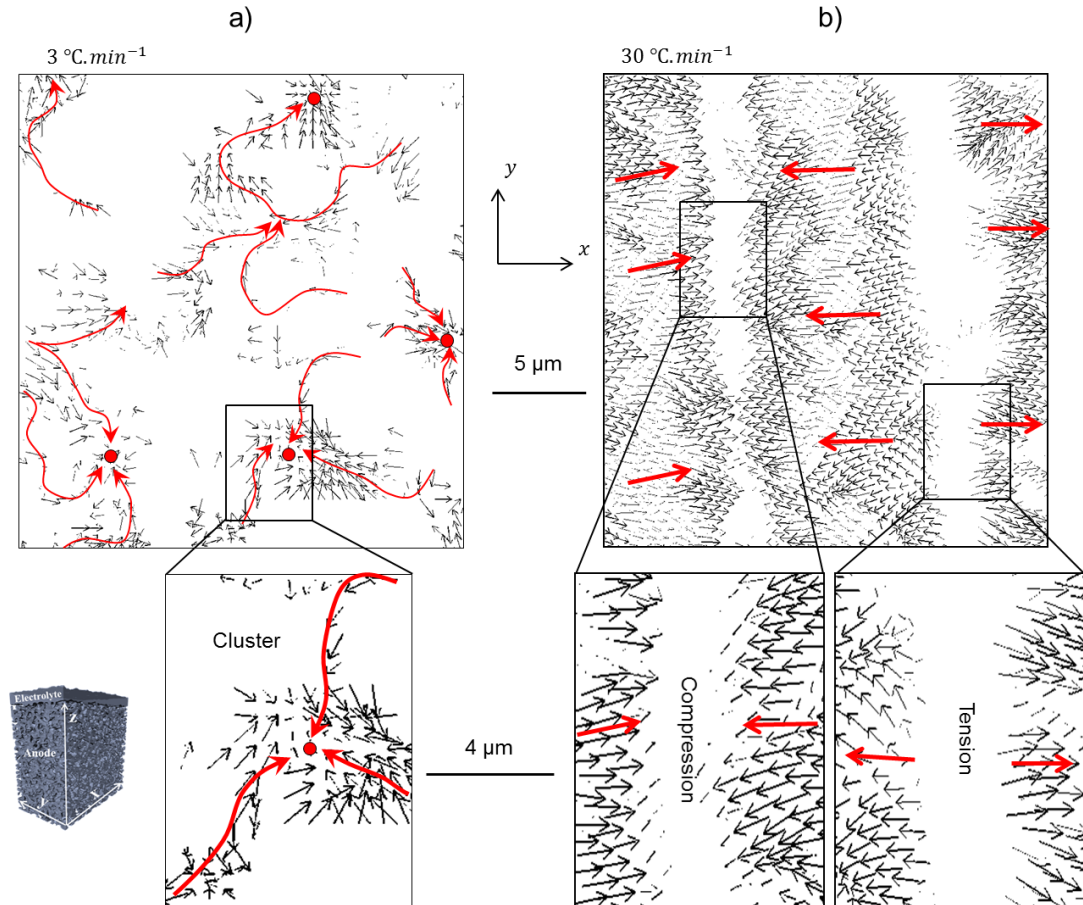 a)
b)
3 °C.min⁻¹
30 °C.min⁻¹
y
x
5 μm
Cluster
Compression
Tension
4 μm
Electrolyte
Z
Anode
y
X